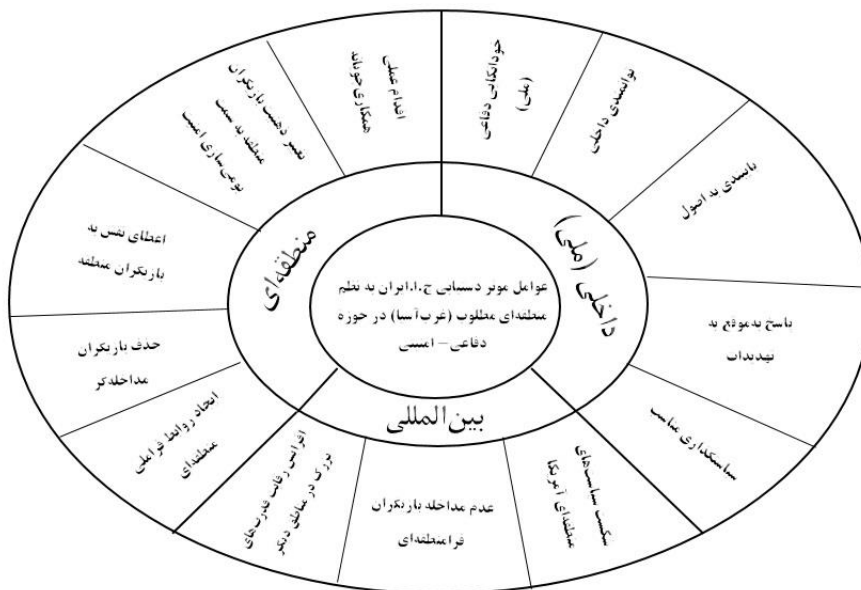 عوامل موثر دستیابی ج.ا.ایران به نظم
منطقه‌ای مطلوب (غرب آسیا) در حوزه
دفاعی- امنیتی
داخلی (ملی)
خوداتکایی دفاعی
(ملی)
توانمندی داخلی
پایبندی به اصول
پاسخ به‌موقع به
تهدیدات
سیاستگذاری مناسب
بین‌المللی
شکست سیاست‌های
منطقه‌ای آمریکا
عدم مداخله بازیگران
فرامنطقه‌ای
افزایش رقابت قدرت‌های
بزرگ در مناطق دیگر
منطقه‌ای
ایجاد روابط فراملی
منطقه‌ای
حذف بازیگران
مداخله‌گر
اعطای نقش به
بازیگران منطقه
تغییر ذهنیت بازیگران
منطقه به سمت
بومی‌سازی امنیت
اقدام عملی
همکاری‌جویانه